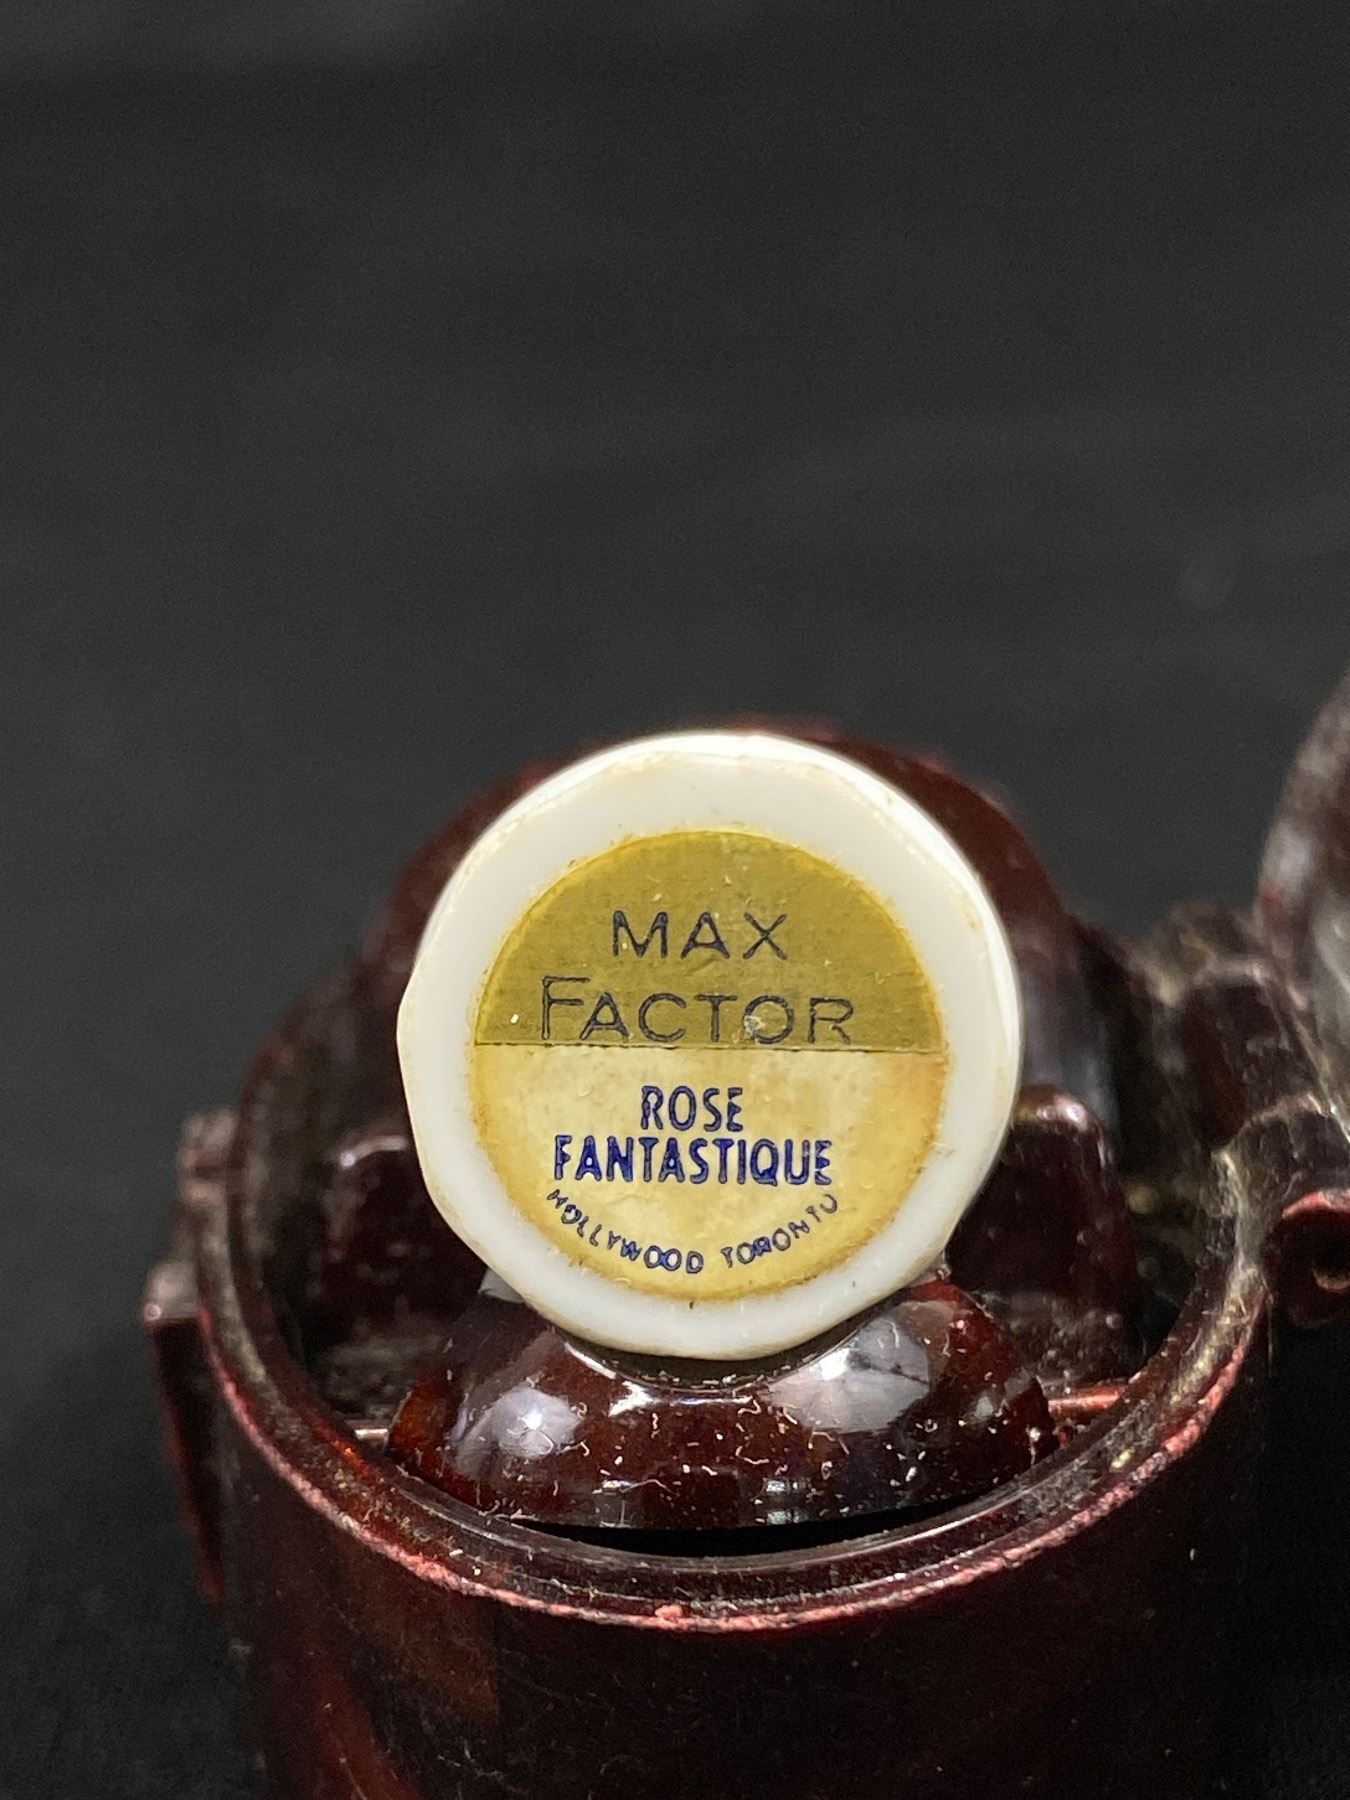 MAX
FACTOR
ROSE
FANTASTIQUE
HOLLYWOOD TORONTO